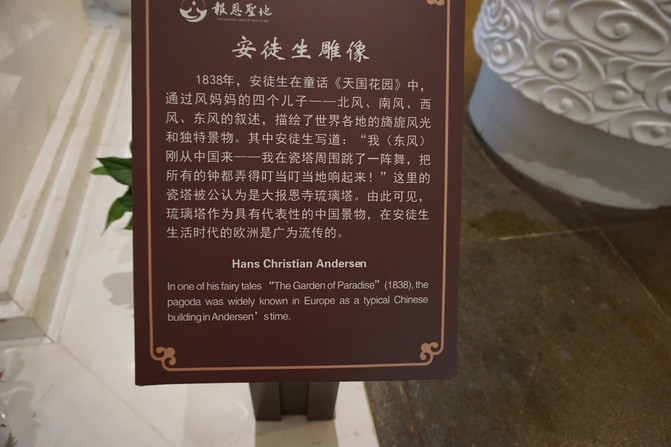 報恩聖地
安徒生雕像
1838年，安徒生在童话《天国花园》中，
通过风妈妈的四个儿子——北风、南风、西
风、东风的叙述，描绘了世界各地的旖旎风光
和独特景物。其中安徒生写道：“我（东风）
刚从中国来——我在瓷塔周围跳了一阵舞，把
所有的钟都弄得叮当叮当地响起来！”这里的
瓷塔被公认为是大报恩寺琉璃塔。由此可见，
琉璃塔作为具有代表性的中国景物，在安徒生
生活时代的欧洲是广为流传的。
Hans Christian Andersen
In one of his fairy tales “The Garden of Paradise” (1838), the
pagoda was widely known in Europe as a typical Chinese
building in Andersen’s time.